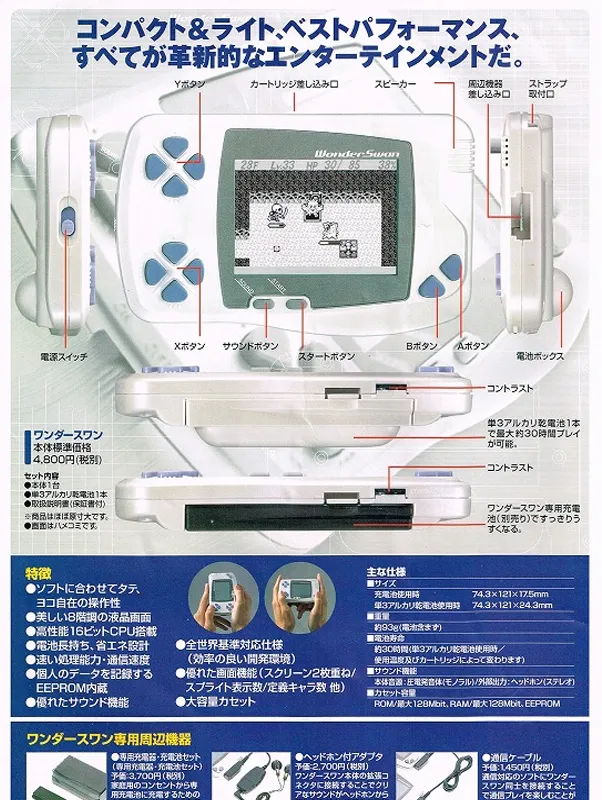 コンパクト＆ライト、ベストパフォーマンス、
すべてが革新的なエンターテインメントだ。
Yボタン
カートリッジ差し込み口
スピーカー
周辺機器
差し込み口
ストラップ
取付口
WonderSwan
28F Lv.33 HP 30/ 85 38%
SOUND
START
電源スイッチ
Xボタン
サウンドボタン
スタートボタン
Bボタン
Aボタン
電池ボックス
コントラスト
単3アルカリ乾電池1本
で最大約30時間プレイ
が可能。
ワンダースワン
本体標準価格
4,800円(税別)
セット内容
●本体1台
●単3アルカリ乾電池1本
●取扱説明書(保証書付)
※商品はほぼ原寸大です。
●画面はハメコミです。
コントラスト
ワンダースワン専用充電
池(別売り)ですっきりう
すくなる。
特徴
●ソフトに合わせてタテ、
ヨコ自在の操作性
●美しい8階調の液晶画面
●高性能16ビットCPU搭載
●電池長持ち、省エネ設計
●速い処理能力・通信速度
●個人のデータを記録する
EEPROM内蔵
●優れたサウンド機能
●全世界基準対応仕様
(効率の良い開発環境)
●優れた画面機能(スクリーン2枚重ね/
スプライト表示数/定義キャラ数 他)
●大容量カセット
主な仕様
■サイズ
充電池使用時 74.3×121×17.5mm
単3アルカリ乾電池使用時 74.3×121×24.3mm
■重量
約93g(電池含まず)
■電池寿命
約30時間(単3アルカリ乾電池使用時/
使用温度及びカートリッジによって変わります)
■サウンド機能
本体音源:圧電発音体(モノラル)/外部出力:ヘッドホン(ステレオ)
■カセット容量
ROM/最大128Mbit、RAM/最大128Mbit、EEPROM
ワンダースワン専用周辺機器
●専用充電器・充電池セット
(専用充電器・充電池セット)
予価:3,700円(税別)
家庭用のコンセントから専
用充電池に充電するための
●ヘッドホン付アダプタ
予価:2,700円(税別)
ワンダースワン本体の拡張コ
ネクタに接続することでクリ
アなサウンドがヘッドホンから
●通信ケーブル
予価:1,450円(税別)
通信対応のソフトにワンダー
スワン同士を接続すること
で通信プレイを楽しむことが